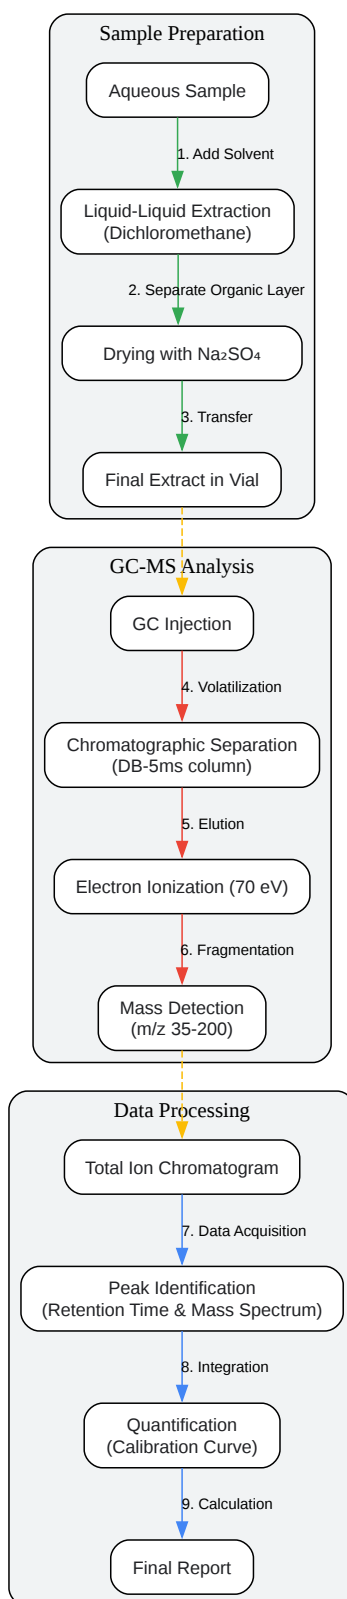 Sample Preparation
Aqueous Sample
1. Add Solvent
Liquid-Liquid Extraction
(Dichloromethane)
2. Separate Organic Layer
Drying with Na₂SO₄
3. Transfer
Final Extract in Vial
GC-MS Analysis
GC Injection
4. Volatilization
Chromatographic Separation
(DB-5ms column)
5. Elution
Electron Ionization (70 eV)
6. Fragmentation
Mass Detection
(m/z 35-200)
Data Processing
Total Ion Chromatogram
7. Data Acquisition
Peak Identification
(Retention Time & Mass Spectrum)
8. Integration
Quantification
(Calibration Curve)
9. Calculation
Final Report